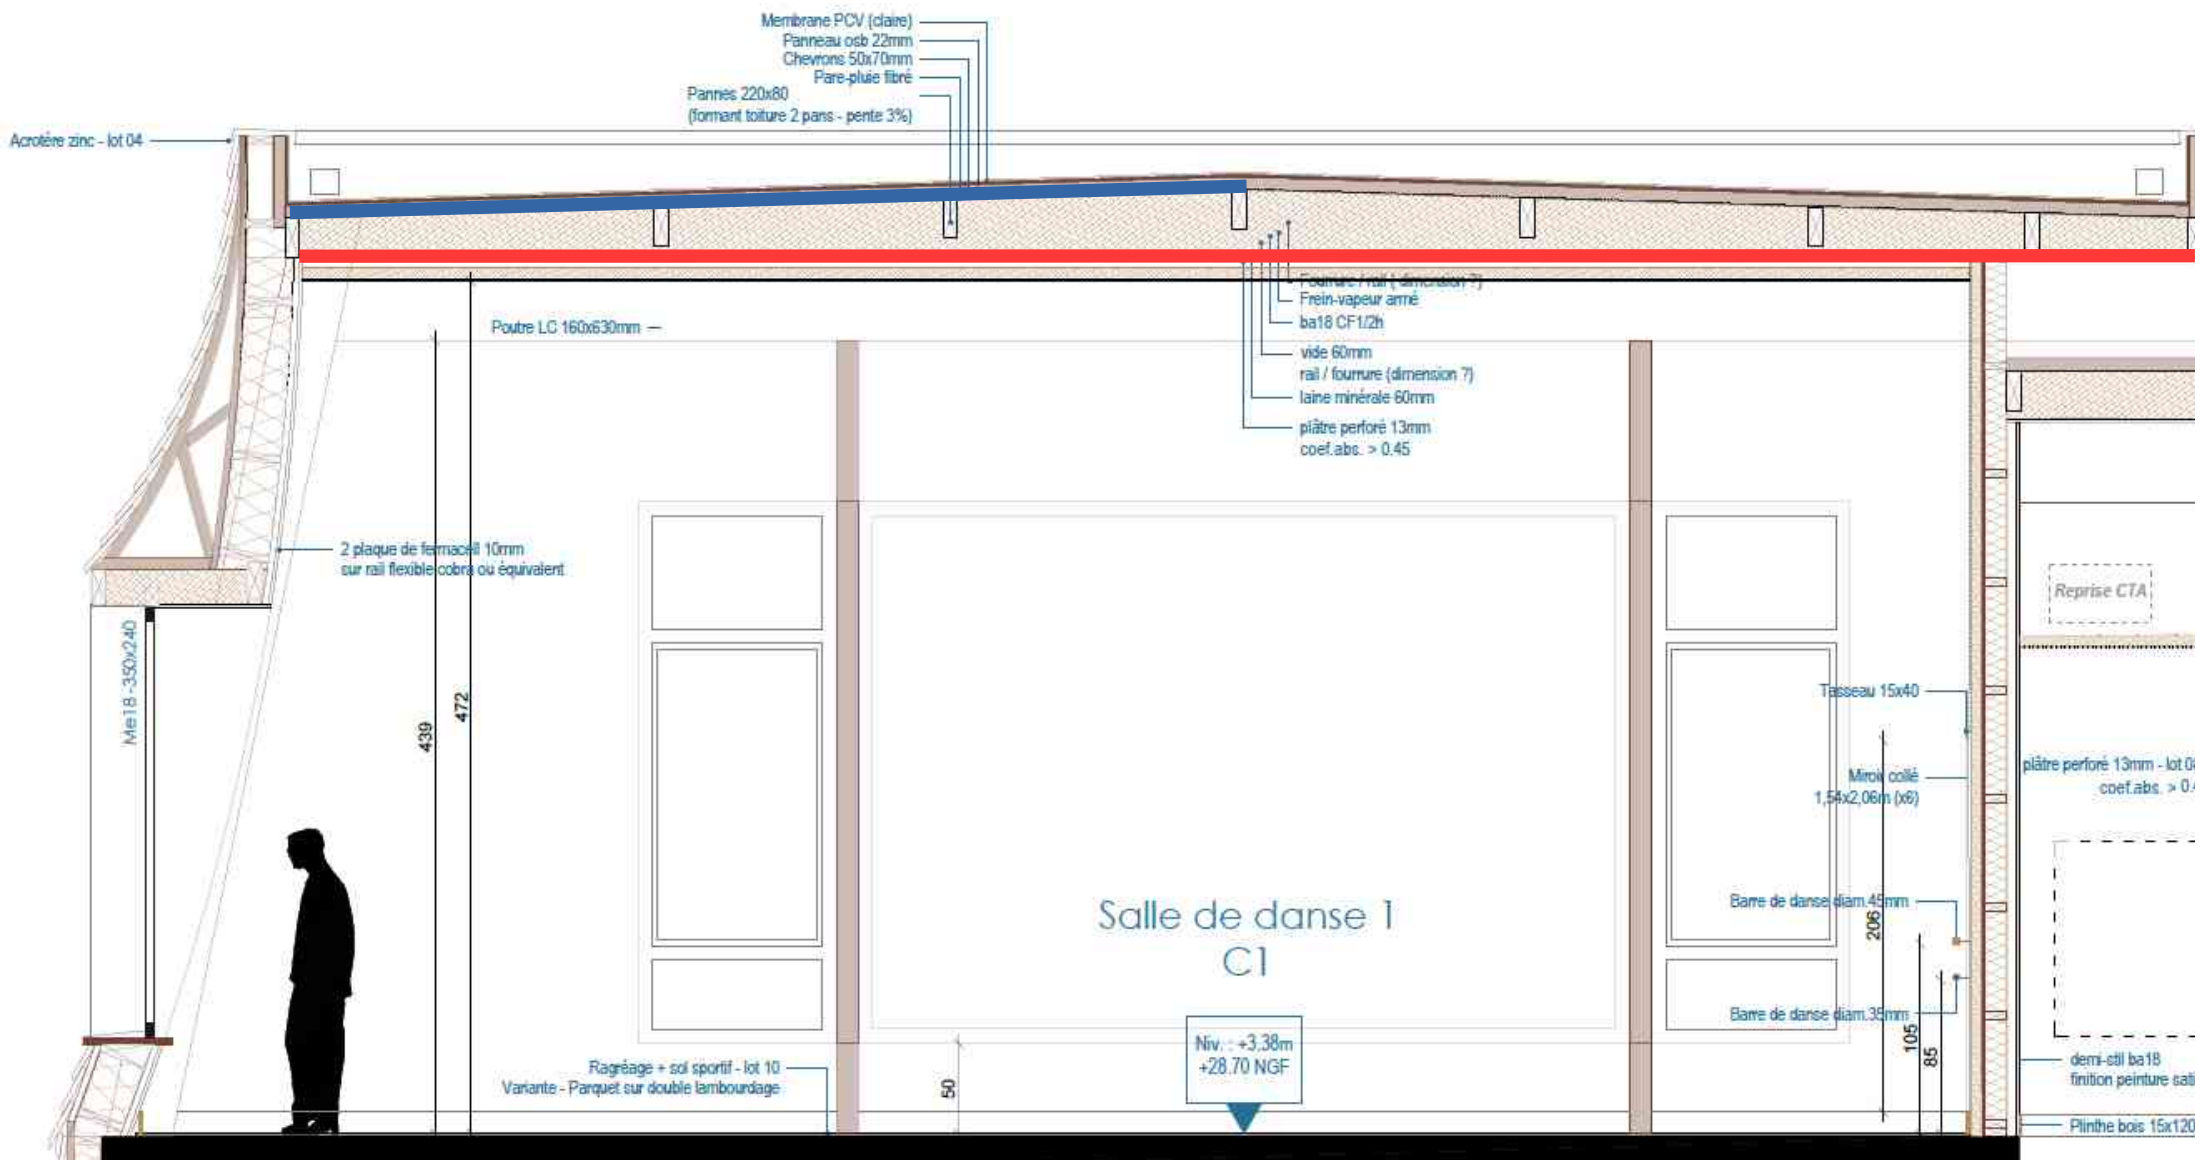 Membrane PCV (claire)
Panneau osb 22mm
Chevrons 50x70mm
Pare-pluie fibré
Pannes 220x80
(formant toiture 2 pans - pente 3%)
Acrotère zinc - lot 04
Fourrure / rail ( dimension ?)
Frein-vapeur armé
ba18 CF1/2h
Poutre LC 160x630mm
vide 60mm
rail / fourrure (dimension ?)
laine minérale 60mm
plâtre perforé 13mm
coef.abs. > 0.45
2 plaque de fermacell 10mm
sur rail flexible cobra ou équivalent
Reprise CTA
Me18 -350x240
439
472
Tasseau 15x40
Miroir collé
1,54x2,06m (x6)
plâtre perforé 13mm - lot
coef.abs. >
Barre de danse diam.45mm
206
Salle de danse 1
C1
Barre de danse diam.35mm
105
85
Niv. : +3,38m
+28.70 NGF
Ragréage + sol sportif - lot 10
Variante - Parquet sur double lambourdage
50
demi-stil ba18
finition peinture
Plinthe bois 15x120